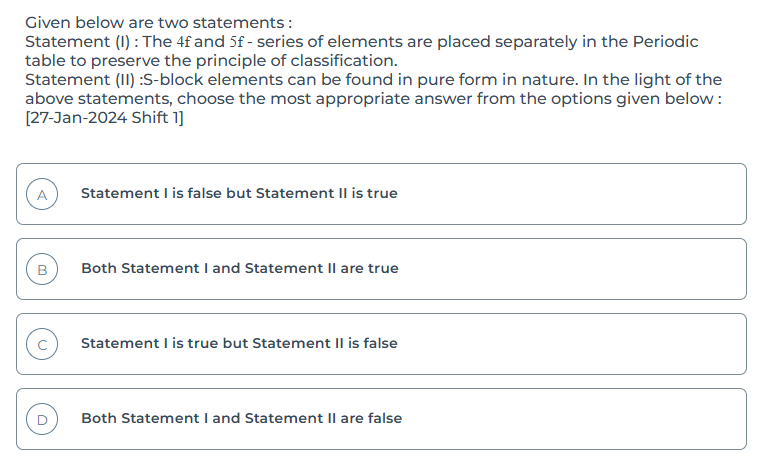 Given below are two statements :
Statement (I) : The 4f and 5f - series of elements are placed separately in the Periodic
table to preserve the principle of classification.
Statement (II) :S-block elements can be found in pure form in nature. In the light of the
above statements, choose the most appropriate answer from the options given below :
[27-Jan-2024 Shift 1]
A Statement I is false but Statement II is true
B Both Statement I and Statement II are true
C Statement I is true but Statement II is false
D Both Statement I and Statement II are false